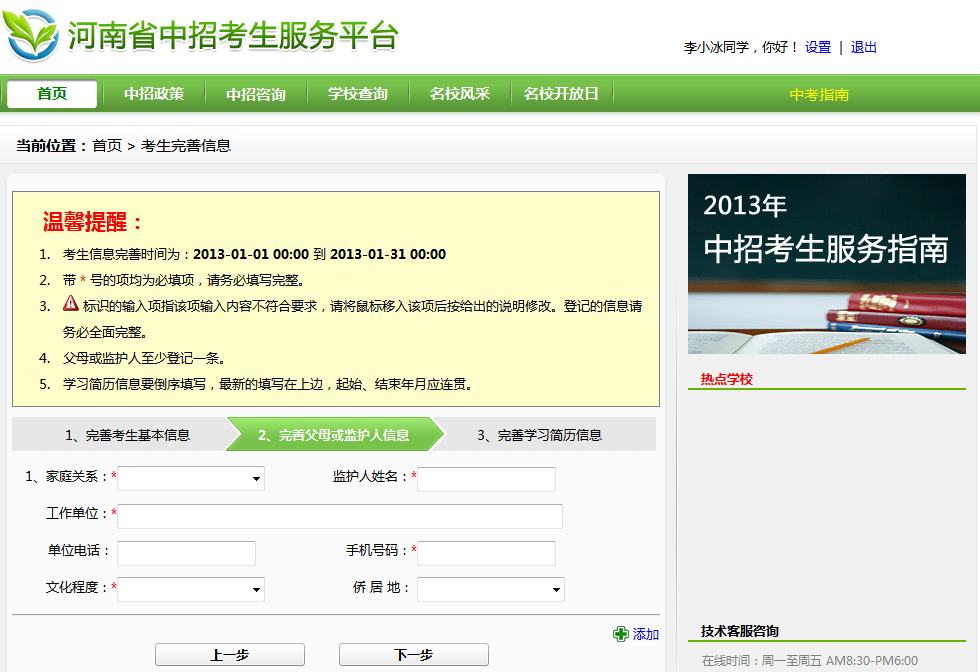 河南省中招考生服务平台
李小冰同学，你好！ 设置 | 退出
首页 中招政策 中招咨询 学校查询 名校风采 名校开放日 中考指南
当前位置：首页 > 考生完善信息
温馨提醒：
1. 考生信息完善时间为：2013-01-01 00:00 到 2013-01-31 00:00
2. 带 * 号的项均为必填项，请务必填写完整。
3. 标识的输入项指该项输入内容不符合要求，请将鼠标移入该项后按给出的说明修改。登记的信息请
务必全面完整。
4. 父母或监护人至少登记一条。
5. 学习简历信息要倒序填写，最新的填写在上边，起始、结束年月应连贯。
1、完善考生基本信息 2、完善父母或监护人信息 3、完善学习简历信息
1、家庭关系：* 监护人姓名：*
工作单位：*
单位电话： 手机号码：*
文化程度：* 侨 居 地：
添加
上一步 下一步
2013年
中招考生服务指南
热点学校
技术客服咨询
在线时间：周一至周五 AM8:30-PM6:00